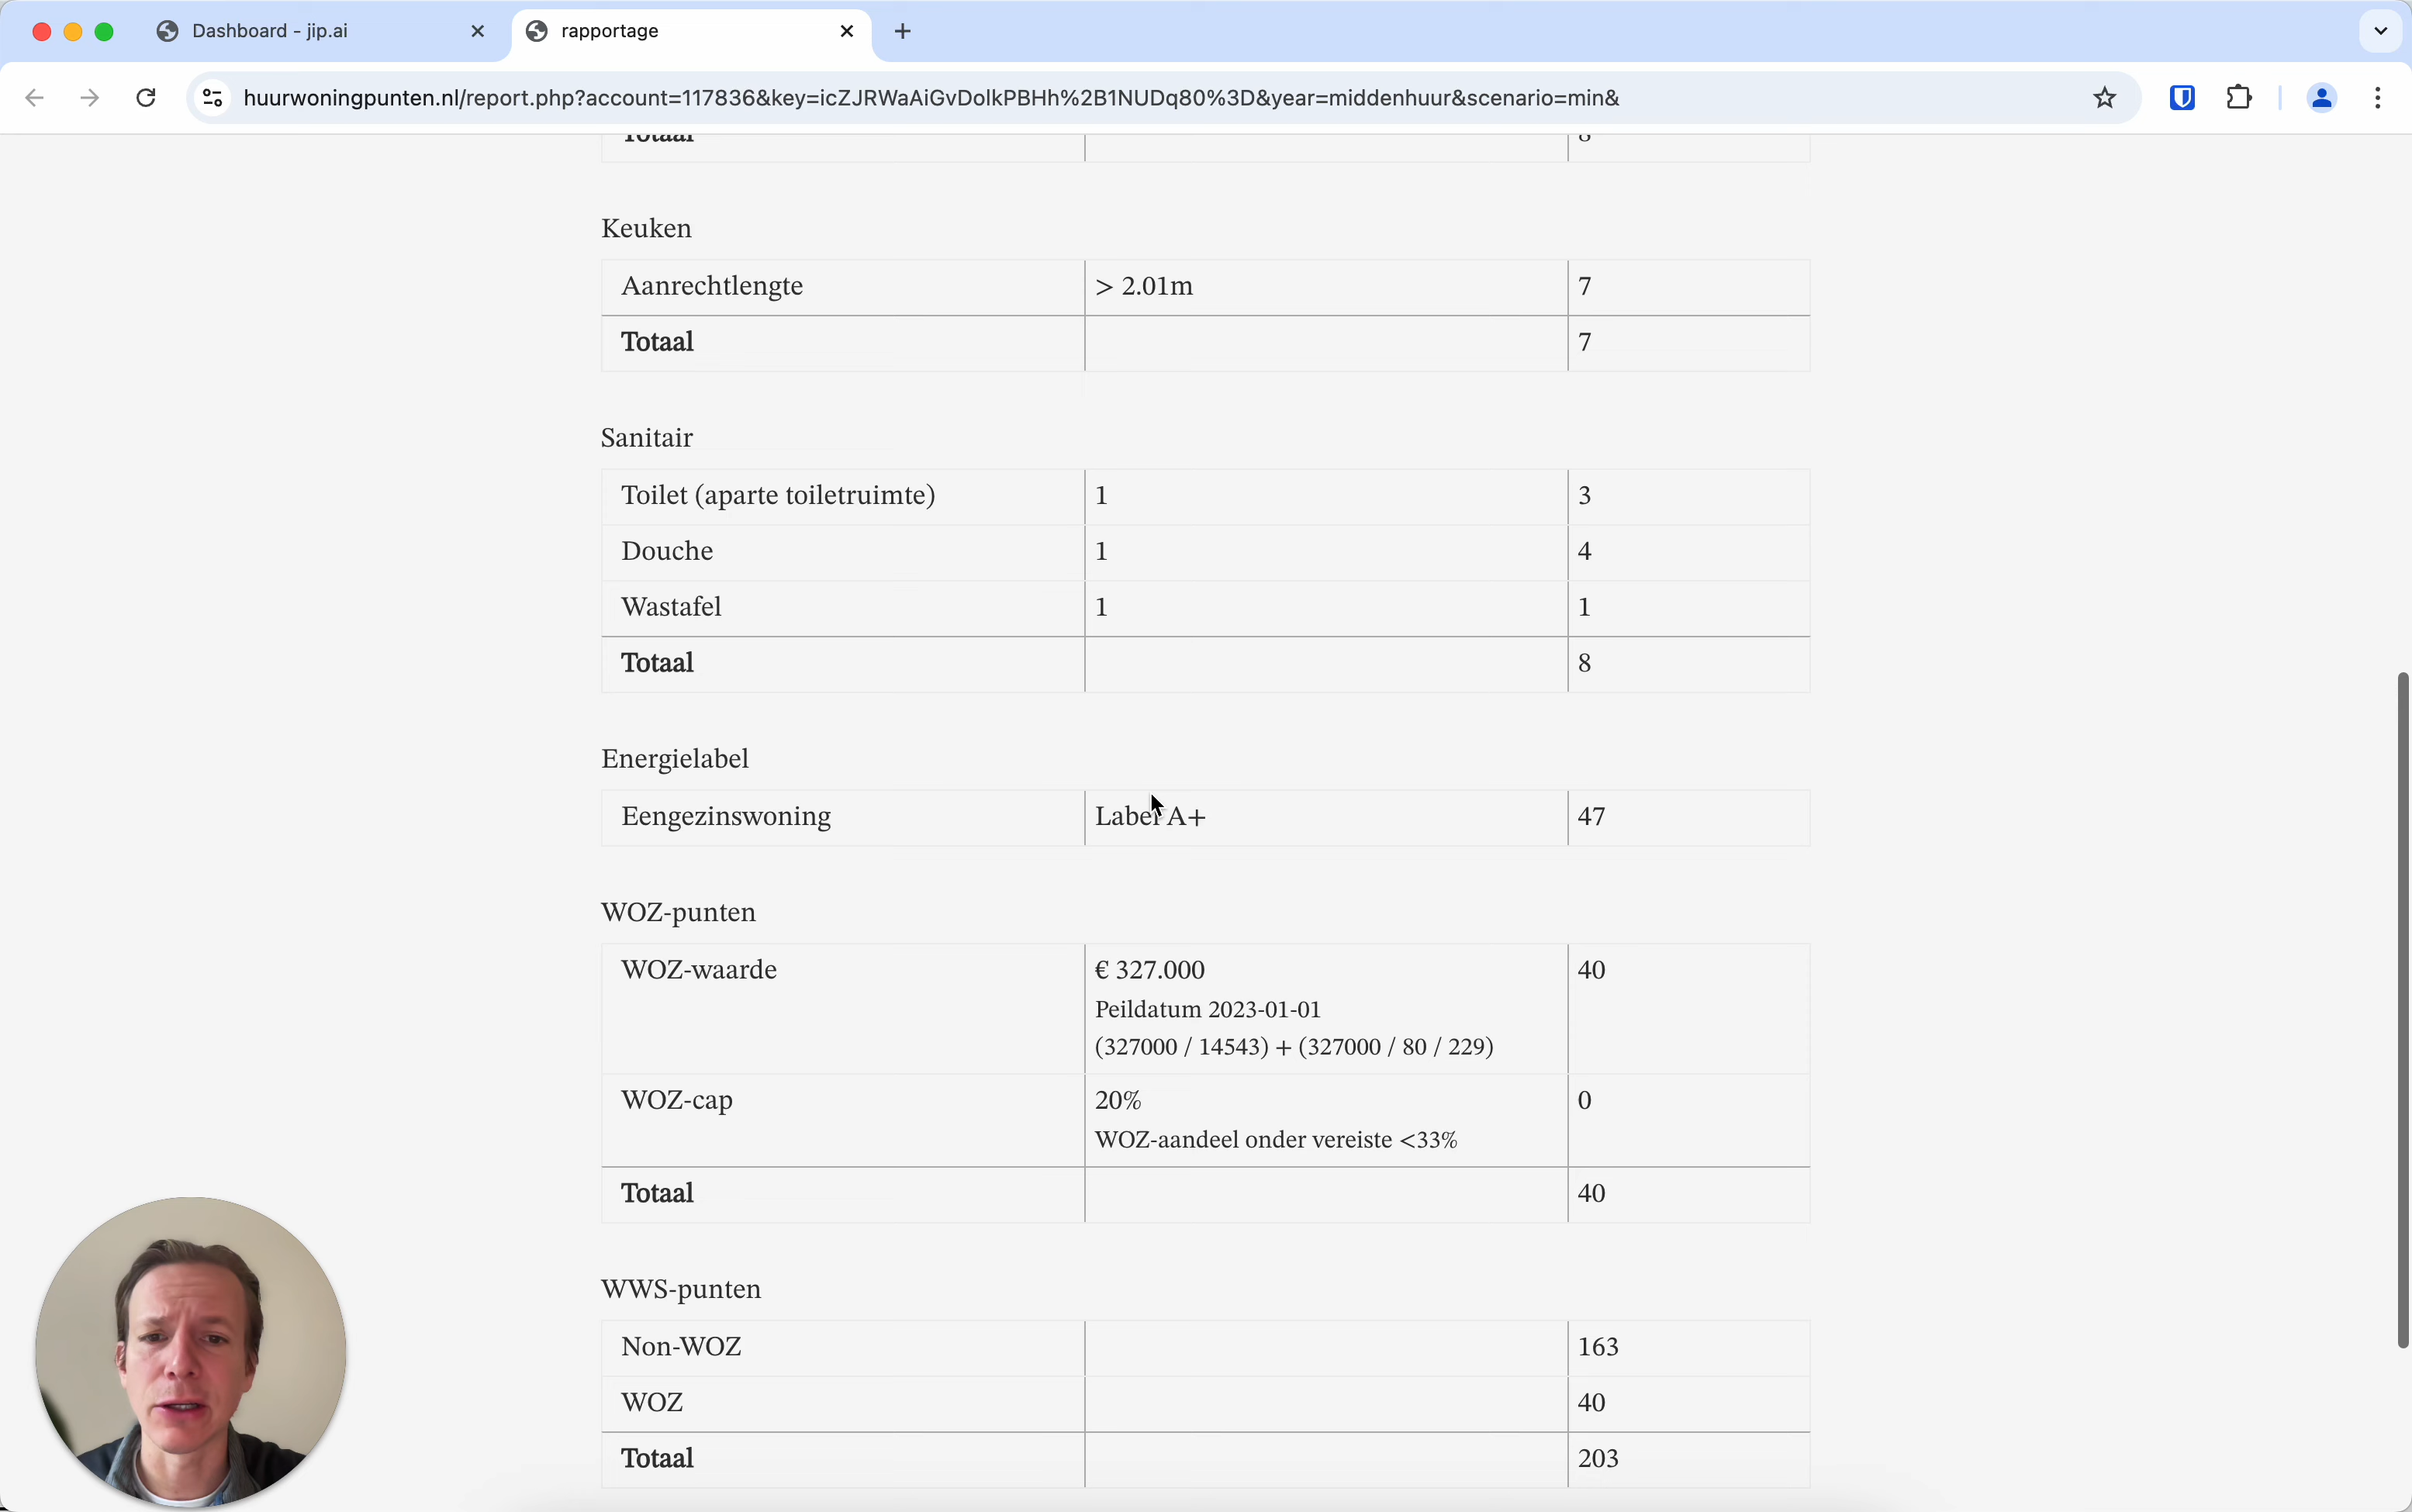 Dashboard - jip.ai
rapportage
huurwoningpunten.nl/report.php?account=117836&key=icZJRWaAiGvDolkPBHh%2B1NUDq80%3D&year=middenhuur&scenario=min&
Totaal 8
Keuken
Aanrechtlengte > 2.01m 7
Totaal 7
Sanitair
Toilet (aparte toiletruimte) 1 3
Douche 1 4
Wastafel 1 1
Totaal 8
Energielabel
Eengezinswoning Label A+ 47
WOZ-punten
WOZ-waarde € 327.000 40
Peildatum 2023-01-01
(327000 / 14543) + (327000 / 80 / 229)
WOZ-cap 20% 0
WOZ-aandeel onder vereiste <33%
Totaal 40
WWS-punten
Non-WOZ 163
WOZ 40
Totaal 203